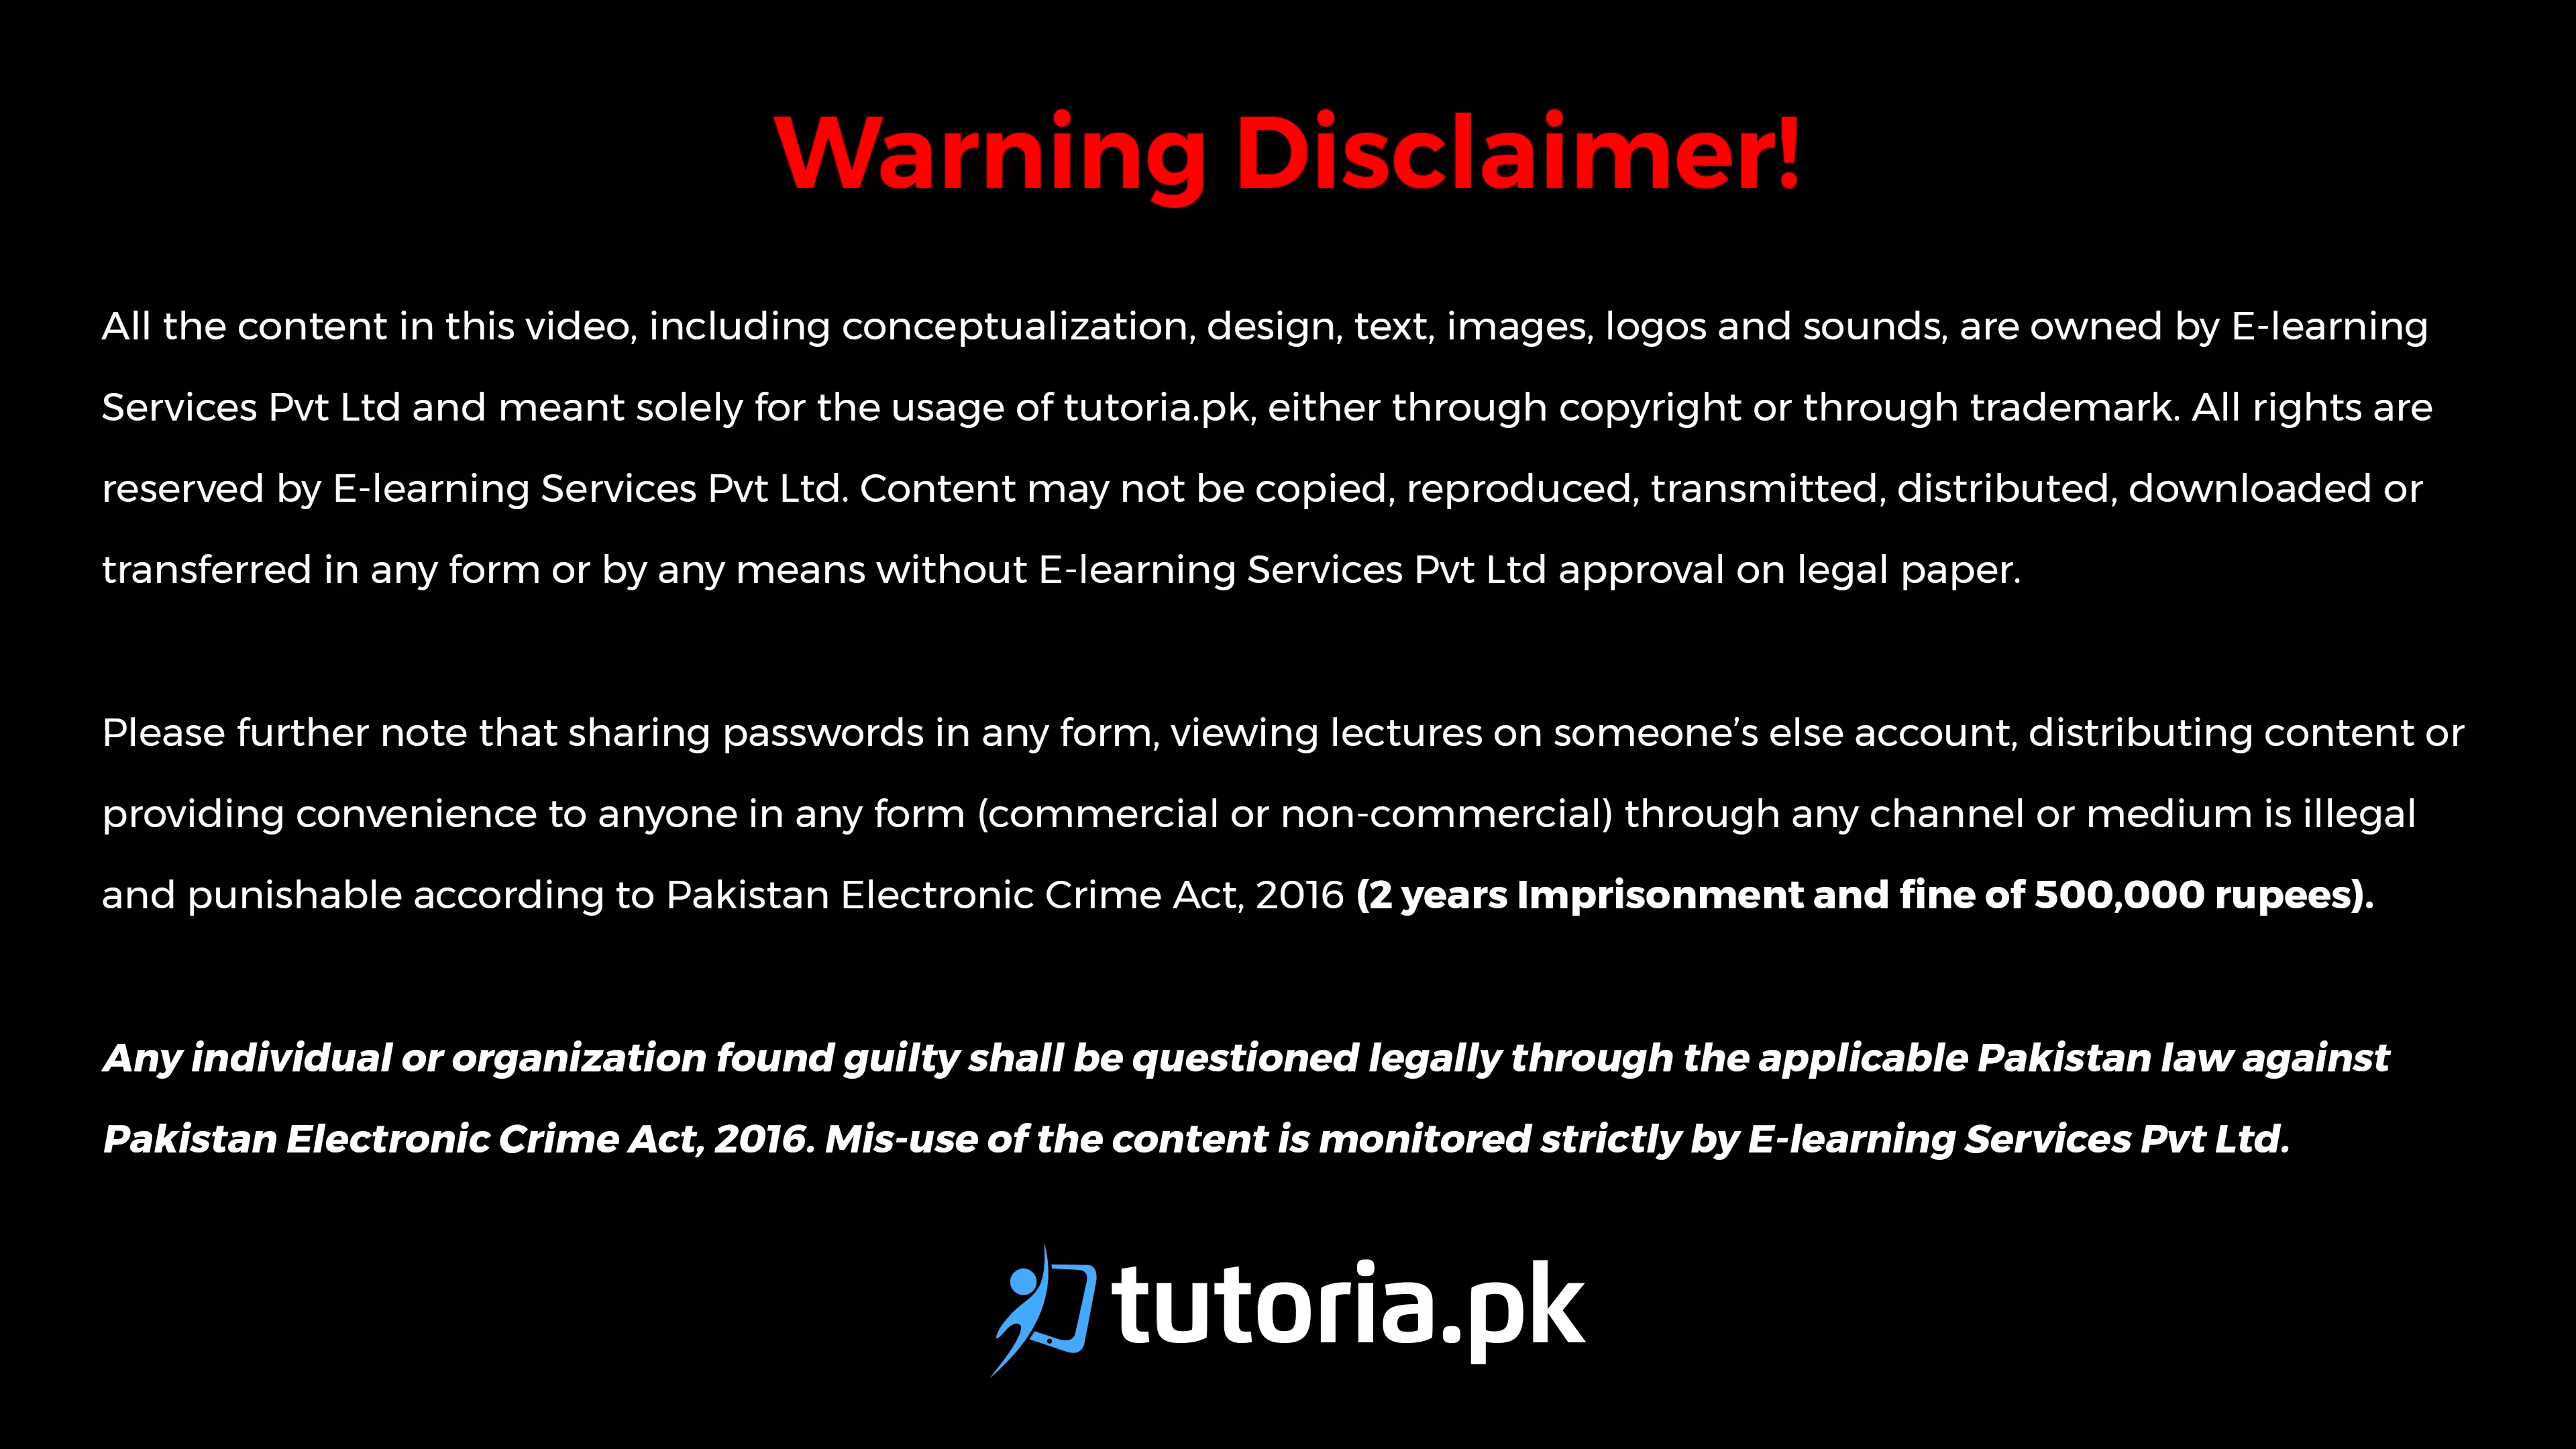 Warning Disclaimer!
All the content in this video, including conceptualization, design, text, images, logos and sounds, are owned by E-learning
Services Pvt Ltd and meant solely for the usage of tutoria.pk, either through copyright or through trademark. All rights are
reserved by E-learning Services Pvt Ltd. Content may not be copied, reproduced, transmitted, distributed, downloaded or
transferred in any form or by any means without E-learning Services Pvt Ltd approval on legal paper.
Please further note that sharing passwords in any form, viewing lectures on someone’s else account, distributing content or
providing convenience to anyone in any form (commercial or non-commercial) through any channel or medium is illegal
and punishable according to Pakistan Electronic Crime Act, 2016 (2 years Imprisonment and fine of 500,000 rupees).
Any individual or organization found guilty shall be questioned legally through the applicable Pakistan law against
Pakistan Electronic Crime Act, 2016. Mis-use of the content is monitored strictly by E-learning Services Pvt Ltd.
tutoria.pk